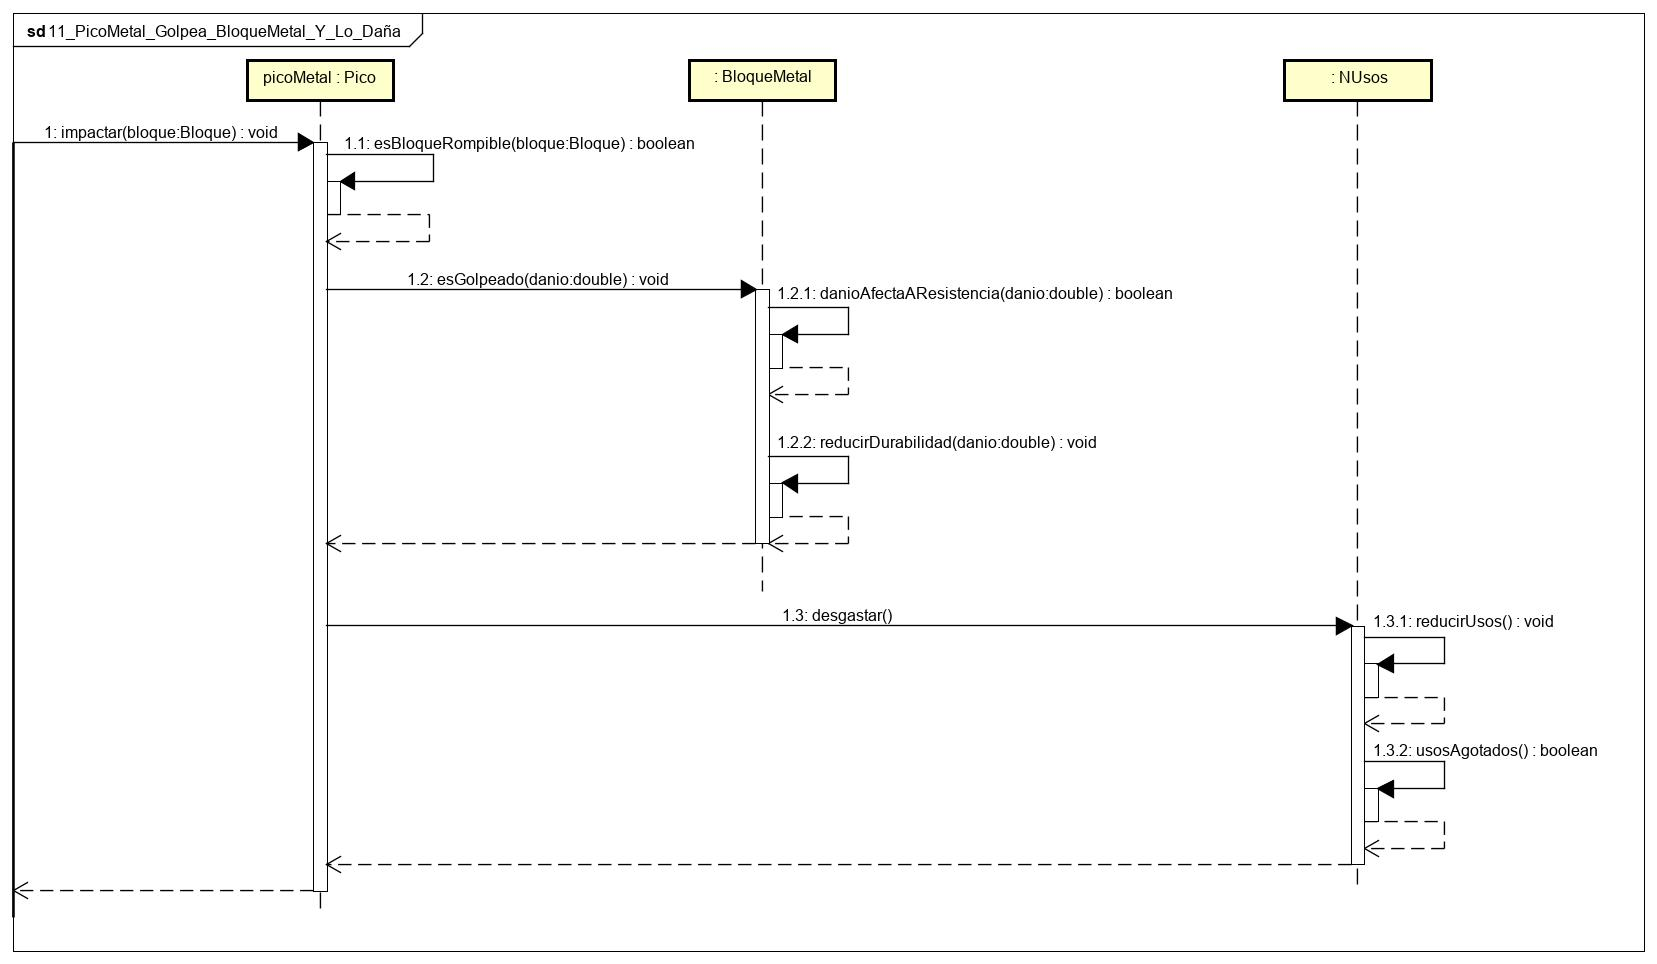 sd 11_PicoMetal_Golpea_BloqueMetal_Y_Lo_Daña
picoMetal : Pico
: BloqueMetal
: NUsos
1: impactar(bloque:Bloque) : void
1.1: esBloqueRompible(bloque:Bloque) : boolean
1.2: esGolpeado(danio:double) : void
1.2.1: danioAfectaAResistencia(danio:double) : boolean
1.2.2: reducirDurabilidad(danio:double) : void
1.3: desgastar()
1.3.1: reducirUsos() : void
1.3.2: usosAgotados() : boolean